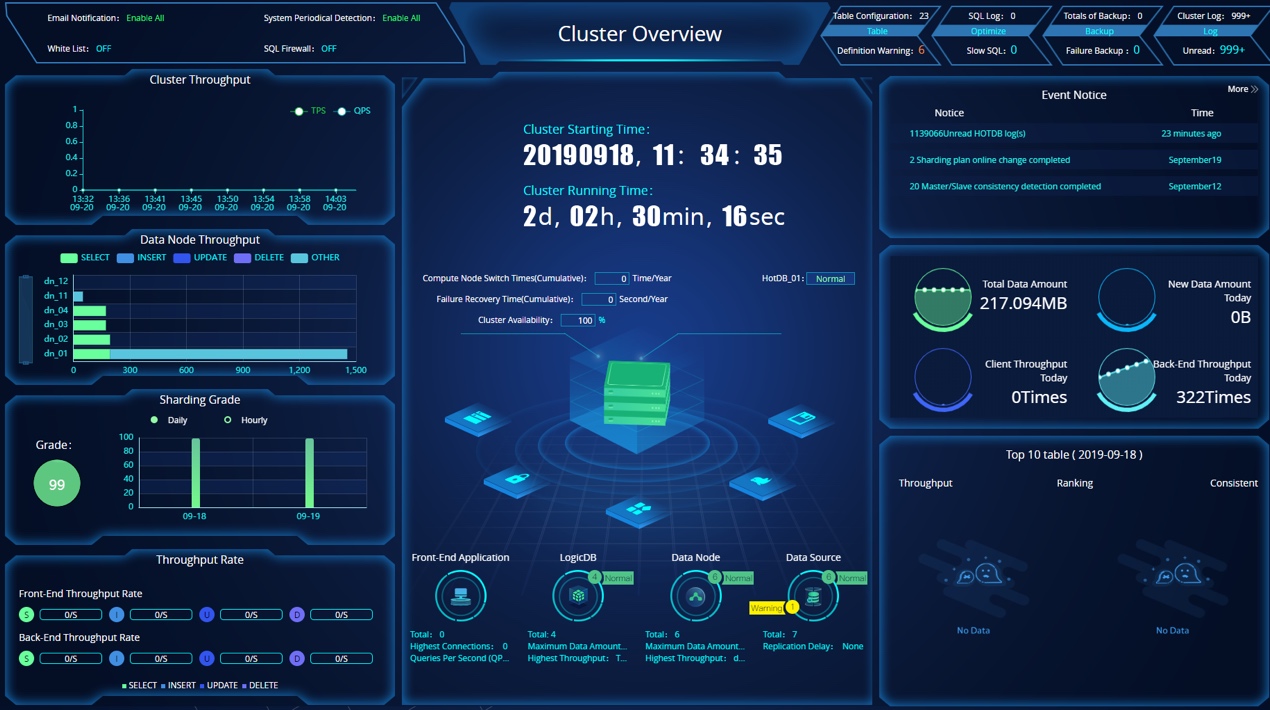 Email Notification: Enable All
System Periodical Detection: Enable All
White List: OFF
SQL Firewall: OFF
Cluster Overview
Table Configuration: 23
Table
Definition Warning: 6
SQL Log: 0
Optimize
Slow SQL: 0
Totals of Backup: 0
Backup
Failure Backup : 0
Cluster Log: 999+
Log
Unread: 999+
Cluster Throughput
TPS QPS
1
0.8
0.6
0.4
0.2
0
13:32 13:36 13:41 13:45 13:50 13:54 13:58 14:03
09-20 09-20 09-20 09-20 09-20 09-20 09-20 09-20
Data Node Throughput
SELECT INSERT UPDATE DELETE OTHER
dn_12
dn_11
dn_04
dn_03
dn_02
dn_01
0 300 600 900 1,200 1,500
Sharding Grade
Daily Hourly
Grade:
99
100
80
60
40
20
0
09-18 09-19
Throughput Rate
Front-End Throughput Rate
S 0/S I 0/S U 0/S D 0/S
Back-End Throughput Rate
S 0/S I 0/S U 0/S D 0/S
SELECT INSERT UPDATE DELETE
Cluster Starting Time:
20190918, 11: 34: 35
Cluster Running Time:
2d, 02h, 30min, 16sec
Compute Node Switch Times(Cumulative): 0 Time/Year
HotDB_01: Normal
Failure Recovery Time(Cumulative): 0 Second/Year
Cluster Availability: 100 %
Front-End Application
Total: 0
Highest Connections: 0
Queries Per Second (QP...
LogicDB
4 Normal
Total: 4
Maximum Data Amount...
Highest Throughput: T...
Data Node
6 Normal
Total: 6
Maximum Data Amount...
Highest Throughput: d...
Data Source
6 Normal
Warning 1
Total: 7
Replication Delay: None
More
Event Notice
Notice Time
1139066Unread HOTDB log(s) 23 minutes ago
2 Sharding plan online change completed September19
20 Master/Slave consistency detection completed September12
Total Data Amount
217.094MB
New Data Amount
Today
0B
Client Throughput
Today
0Times
Back-End Throughput
Today
322Times
Top 10 table ( 2019-09-18 )
Throughput Ranking Consistent
No Data No Data